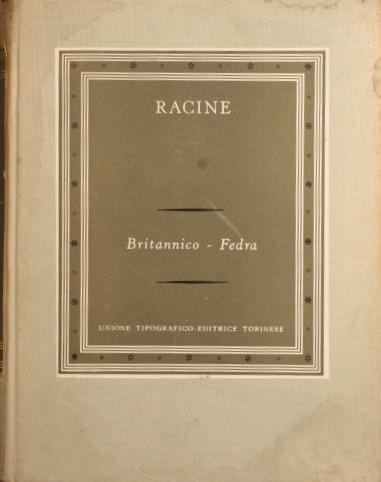 RACINE
Britannico - Fedra
UNIONE TIPOGRAFICO-EDITRICE TORINESE